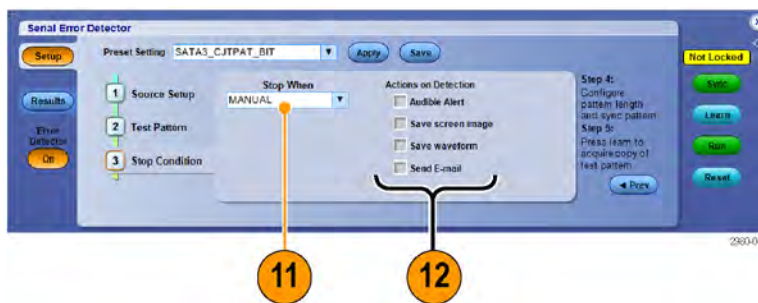 Serial Error Detector
Setup
Preset Setting SATA3_CJTPAT_BIT
Apply
Save
Not Locked
1 Source Setup
2 Test Pattern
3 Stop Condition
Stop When
MANUAL
Actions on Detection
Audible Alert
Save screen image
Save waveform
Send E-mail
Step 4:
Configure
pattern length
and sync pattern.
Step 5:
Press learn to
acquire copy of
test pattern.
Prev
Results
Error
Detector
On
Sync
Learn
Run
Reset
11
12